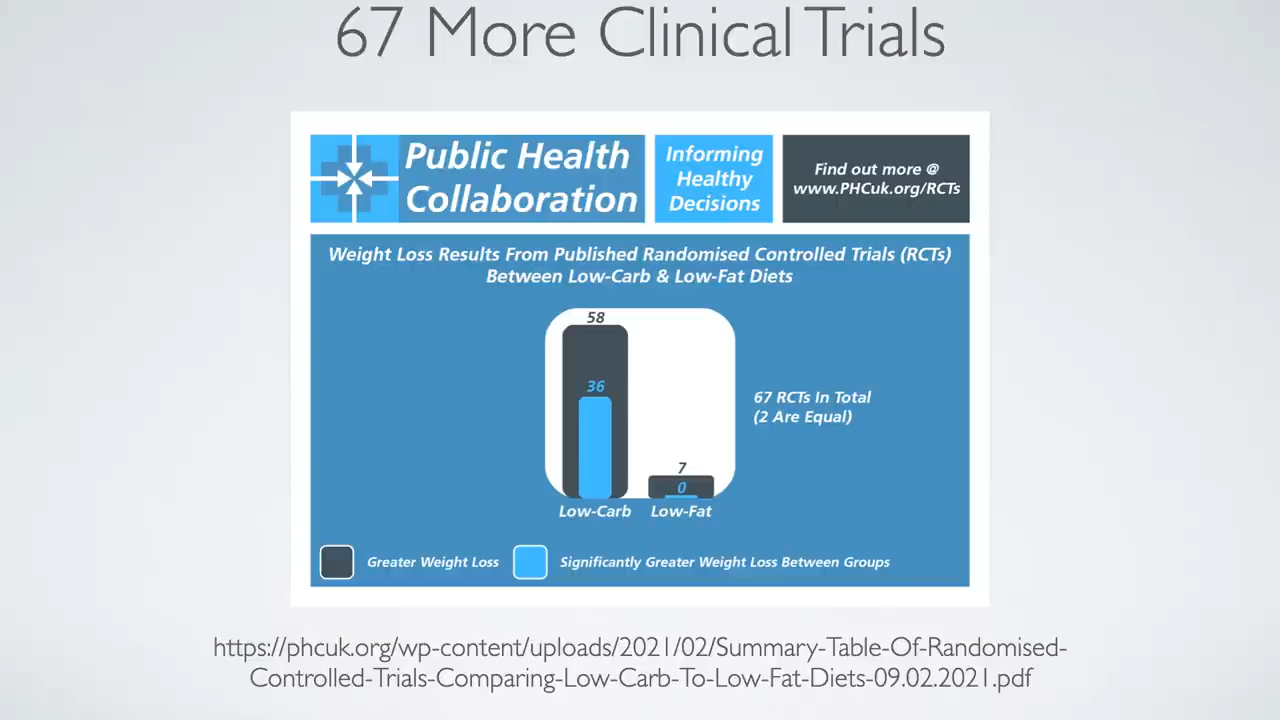 67 More Clinical Trials
Public Health
Collaboration
Informing
Healthy
Decisions
Find out more @
www.PHCuk.org/RCTs
Weight Loss Results From Published Randomised Controlled Trials (RCTs)
Between Low-Carb & Low-Fat Diets
58
36
7
0
67 RCTs In Total
(2 Are Equal)
Low-Carb
Low-Fat
Greater Weight Loss
Significantly Greater Weight Loss Between Groups
https://phcuk.org/wp-content/uploads/2021/02/Summary-Table-Of-Randomised-
Controlled-Trials-Comparing-Low-Carb-To-Low-Fat-Diets-09.02.2021.pdf